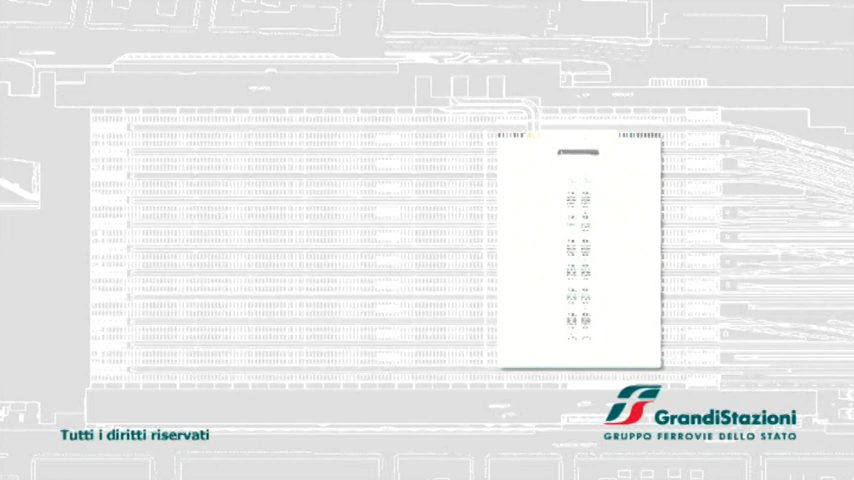 Tutti i diritti riservati
GrandiStazioni
GRUPPO FERROVIE DELLO STATO